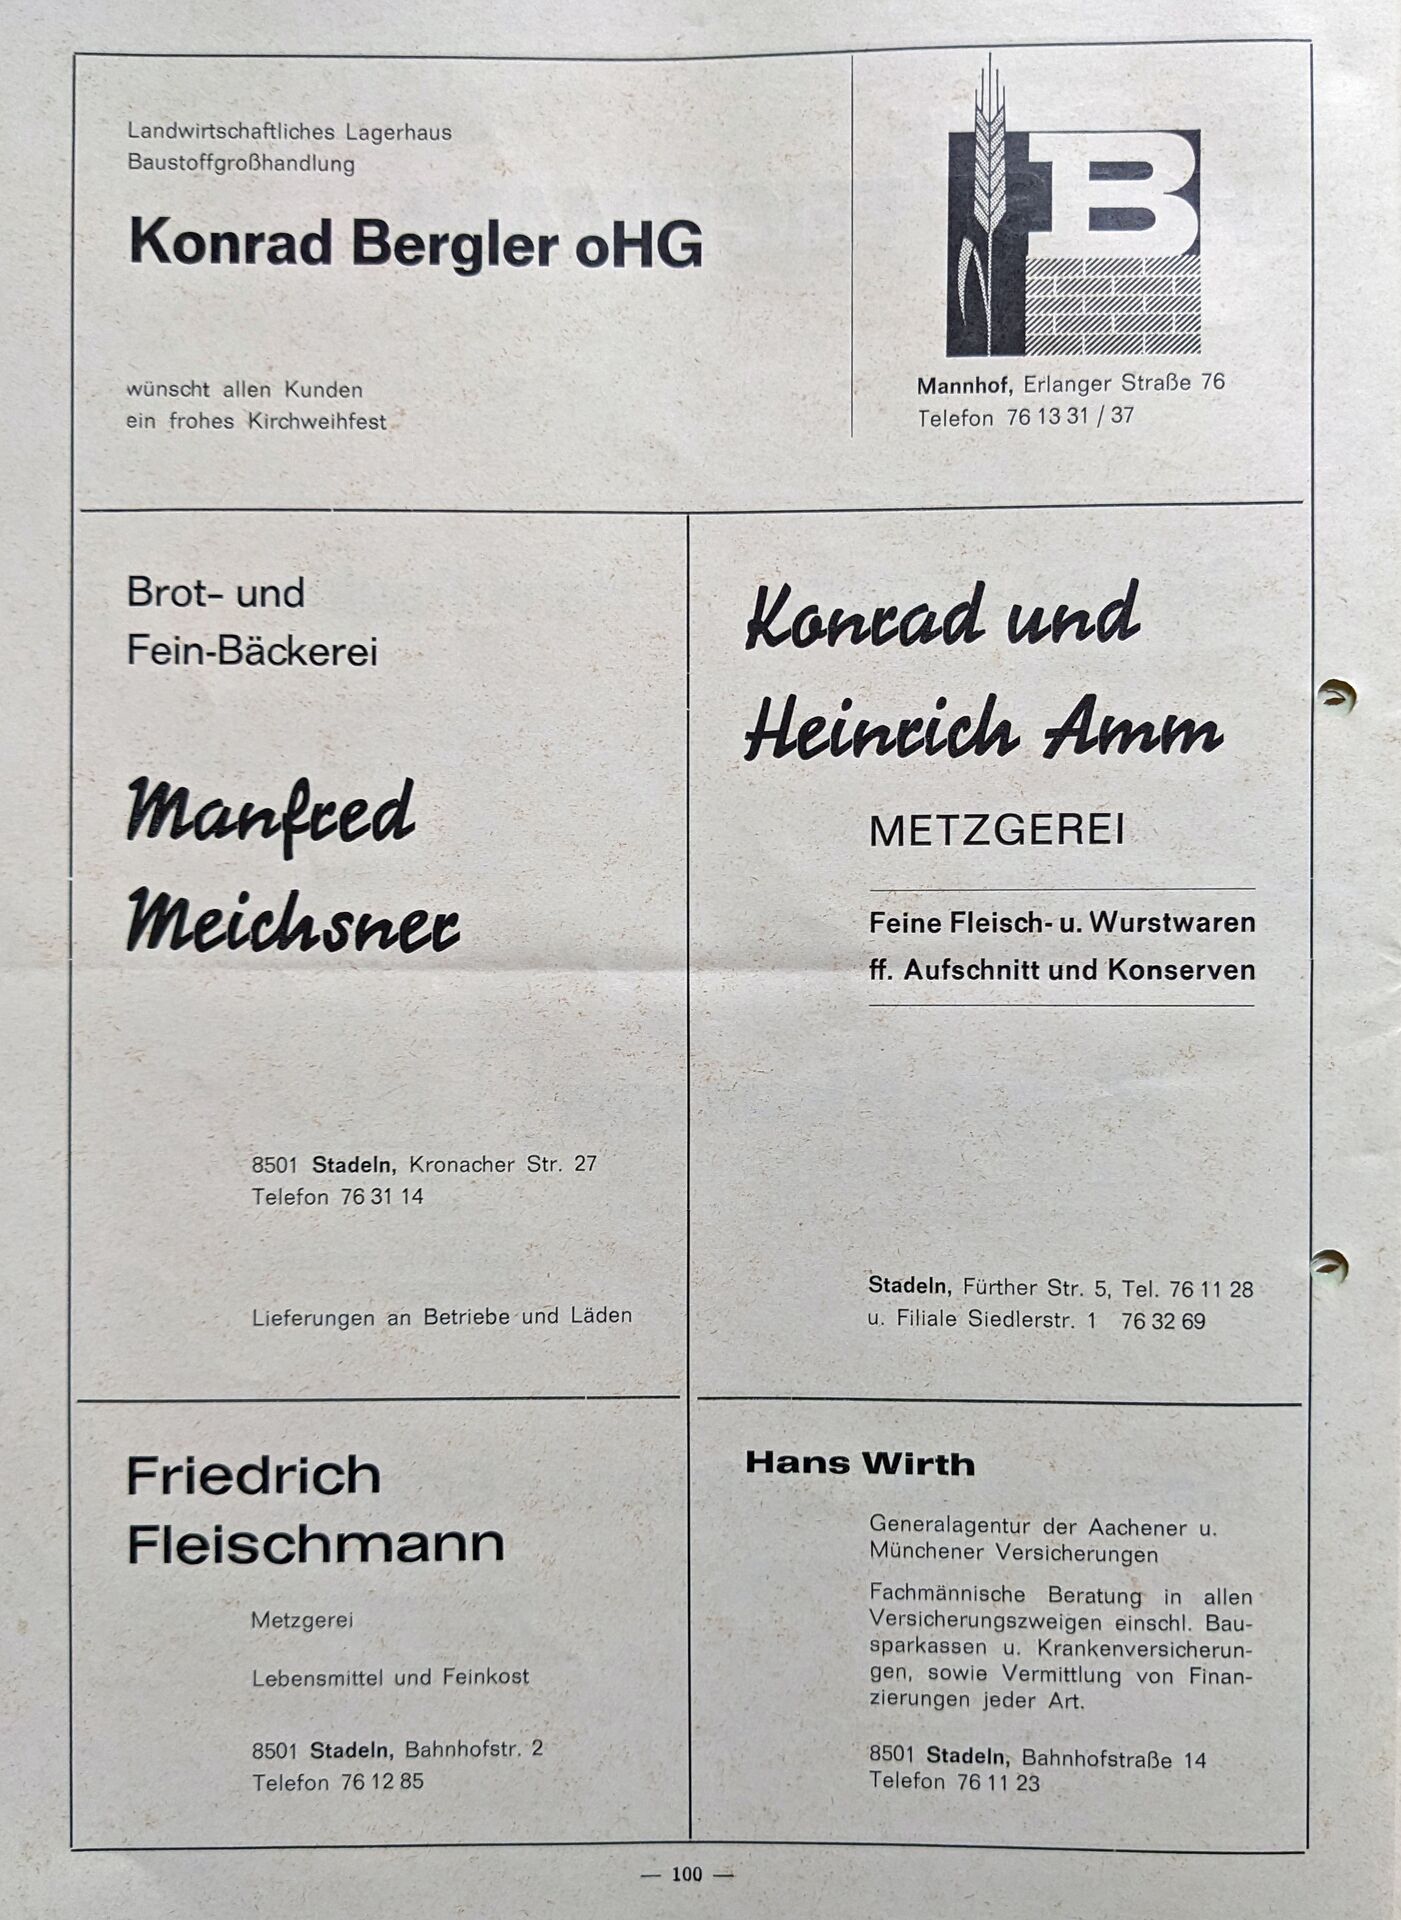 Landwirtschaftliches Lagerhaus
Baustoffgroßhandlung
Konrad Bergler oHG
wünscht allen Kunden
ein frohes Kirchweihfest
B
Mannhof, Erlanger Straße 76
Telefon 76 13 31 / 37
Brot- und
Fein-Bäckerei
Manfred
Meichsner
8501 Stadeln, Kronacher Str. 27
Telefon 76 31 14
Lieferungen an Betriebe und Läden
Konrad und
Heinrich Amm
METZGEREI
Feine Fleisch- u. Wurstwaren
ff. Aufschnitt und Konserven
Stadeln, Fürther Str. 5, Tel. 76 11 28
u. Filiale Siedlerstr. 1 76 32 69
Friedrich
Fleischmann
Metzgerei
Lebensmittel und Feinkost
8501 Stadeln, Bahnhofstr. 2
Telefon 76 12 85
Hans Wirth
Generalagentur der Aachener u.
Münchener Versicherungen
Fachmännische Beratung in allen
Versicherungszweigen einschl. Bau-
sparkassen u. Krankenversicherun-
gen, sowie Vermittlung von Finan-
zierungen jeder Art.
8501 Stadeln, Bahnhofstraße 14
Telefon 76 11 23
— 100 —